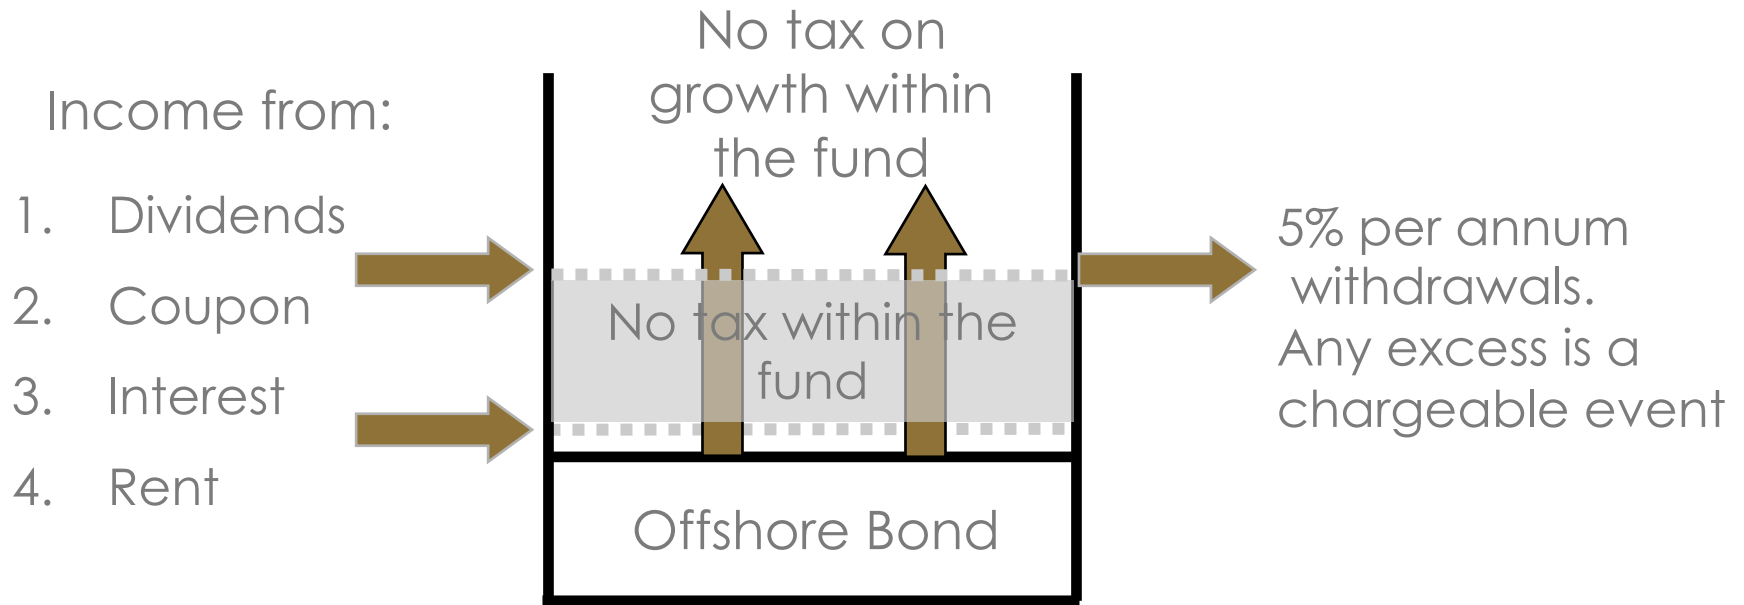 Income from:
1. Dividends
2. Coupon
3. Interest
4. Rent
No tax on
growth within
the fund
No tax within the
fund
Offshore Bond
5% per annum
withdrawals.
Any excess is a
chargeable event